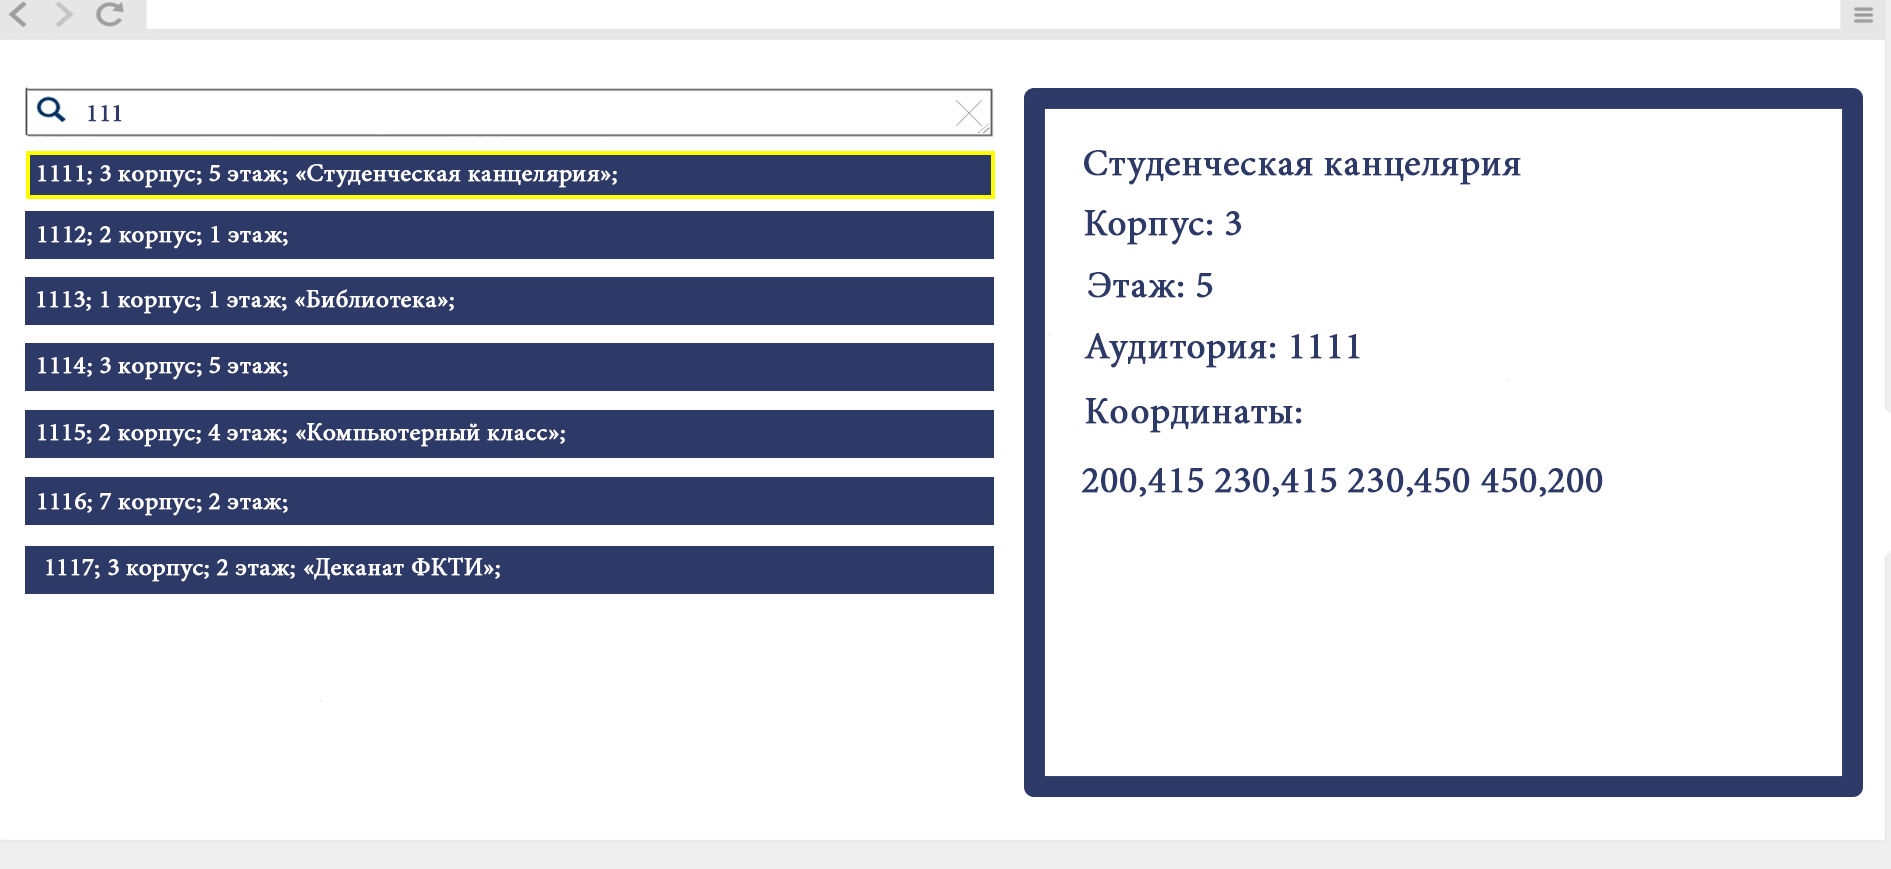 111
1111; 3 корпус; 5 этаж; «Студенческая канцелярия»;
1112; 2 корпус; 1 этаж;
1113; 1 корпус; 1 этаж; «Библиотека»;
1114; 3 корпус; 5 этаж;
1115; 2 корпус; 4 этаж; «Компьютерный класс»;
1116; 7 корпус; 2 этаж;
1117; 3 корпус; 2 этаж; «Деканат ФКТИ»;
Студенческая канцелярия
Корпус: 3
Этаж: 5
Аудитория: 1111
Координаты:
200,415 230,415 230,450 450,200